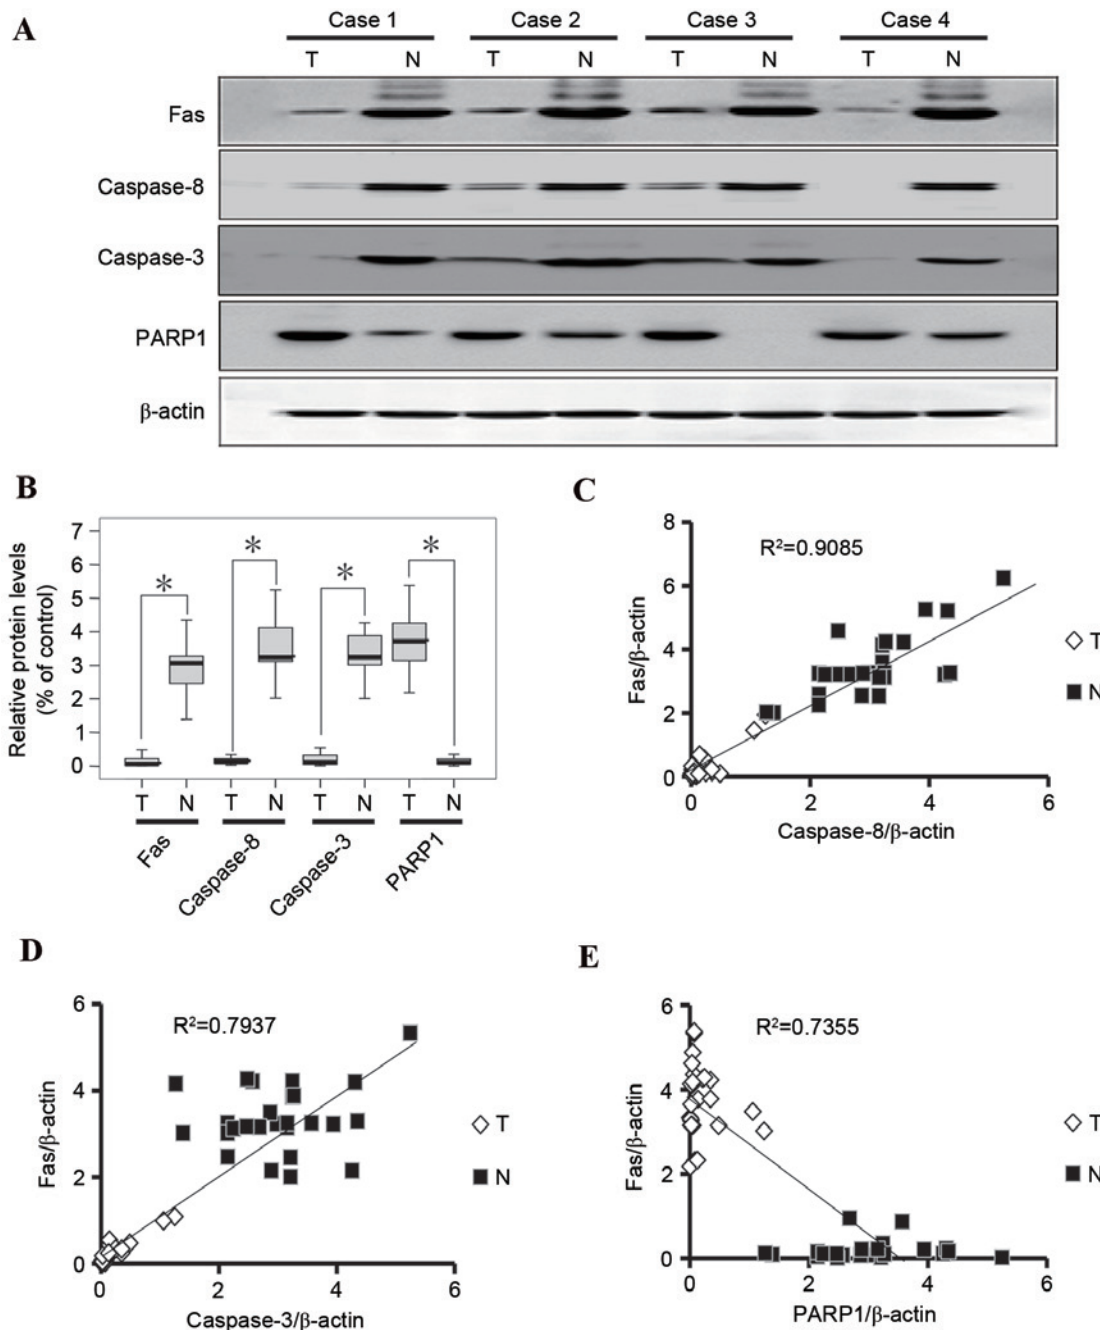 A
Case 1 Case 2 Case 3 Case 4
T N T N T N T N
Fas
Caspase-8
Caspase-3
PARP1
β-actin
B
Relative protein levels
(% of control)
7
6
5
4
3
2
1
0
* * * *
T N T N T N T N
Fas Caspase-8 Caspase-3 PARP1
C
R²=0.9085
Fas/β-actin
8
6
4
2
0
0 2 4 6
Caspase-8/β-actin
T
N
D
R²=0.7937
Fas/β-actin
6
4
2
0
0 2 4 6
Caspase-3/β-actin
T
N
E
R²=0.7355
Fas/β-actin
6
4
2
0
0 2 4 6
PARP1/β-actin
T
N